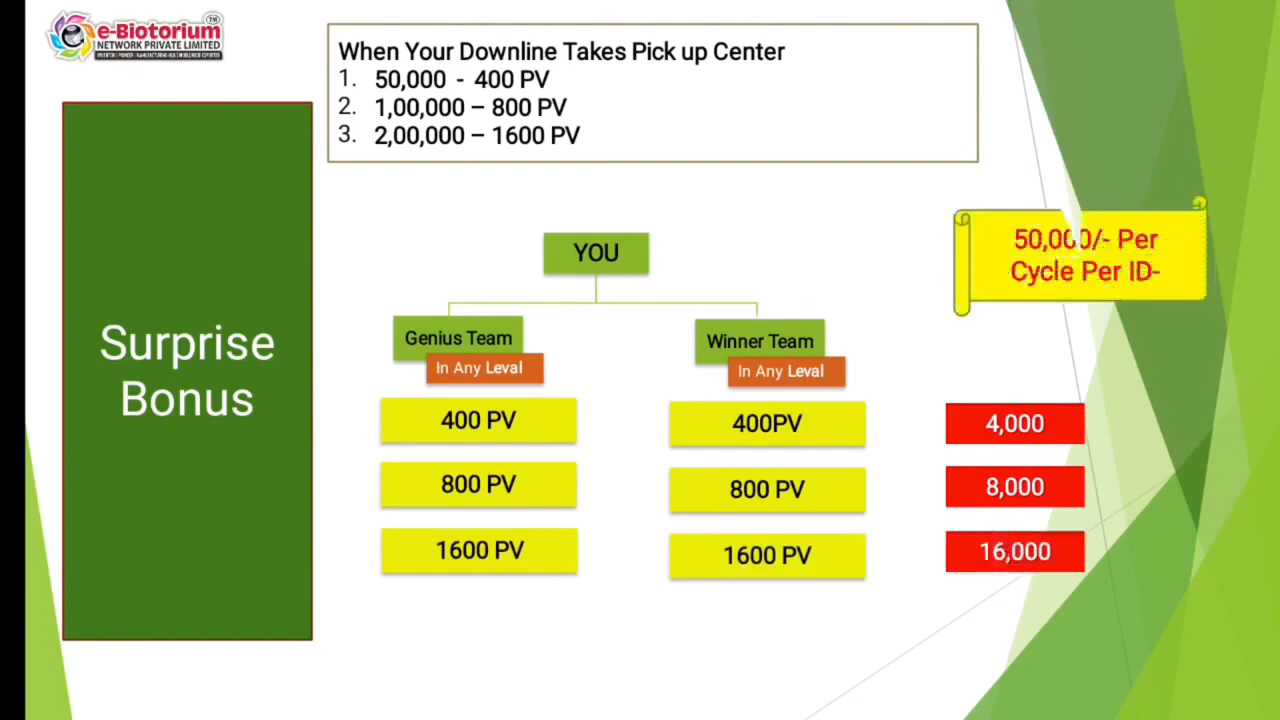 e-Biotorium
TM
NETWORK PRIVATE LIMITED
When Your Downline Takes Pick up Center
1. 50,000 - 400 PV
2. 1,00,000 – 800 PV
3. 2,00,000 – 1600 PV
Surprise
Bonus
YOU
50,000/- Per
Cycle Per ID-
Genius Team
In Any Leval
Winner Team
In Any Leval
400 PV
400PV
4,000
800 PV
800 PV
8,000
1600 PV
1600 PV
16,000